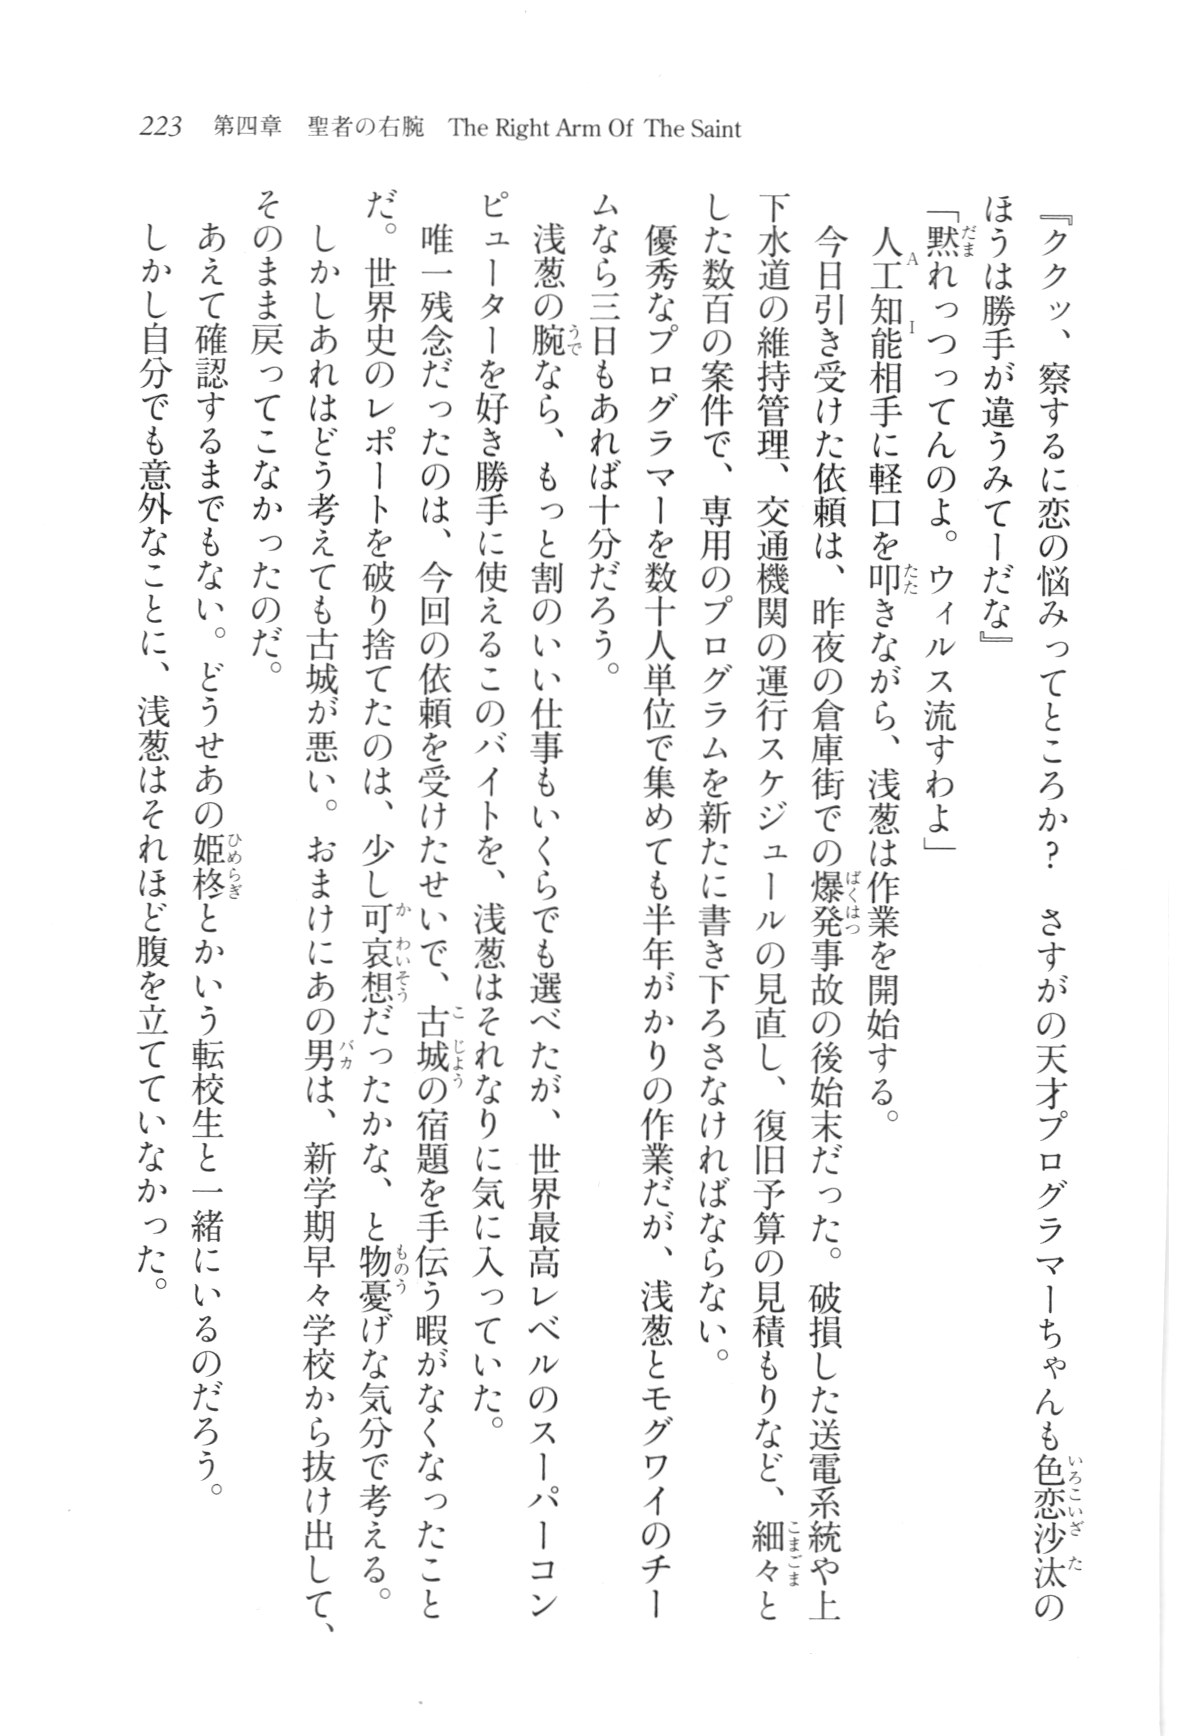 223　第四章　聖者の右腕　The Right Arm Of The Saint
『ククッ、察するに恋の悩みってところか？　さすがの天才プログラマーちゃんも色恋沙汰の
ほうは勝手が違うみてーだな』
「黙れっつってんのよ。ウィルス流すわよ」
　人工知能相手に軽口を叩きながら、浅葱は作業を開始する。
　今日引き受けた依頼は、昨夜の倉庫街での爆発事故の後始末だった。破損した送電系統や上
下水道の維持管理、交通機関の運行スケジュールの見直し、復旧予算の見積もりなど、細々と
した数百の案件で、専用のプログラムを新たに書き下ろさなければならない。
　優秀なプログラマーを数十人単位で集めても半年がかりの作業だが、浅葱とモグワイのチー
ムなら三日もあれば十分だろう。
　浅葱の腕なら、もっと割のいい仕事もいくらでも選べたが、世界最高レベルのスーパーコン
ピューターを好き勝手に使えるこのバイトを、浅葱はそれなりに気に入っていた。
　唯一残念だったのは、今回の依頼を受けたせいで、古城の宿題を手伝う暇がなくなったこと
だ。世界史のレポートを破り捨てたのは、少し可哀想だったかな、と物憂げな気分で考える。
　しかしあれはどう考えても古城が悪い。おまけにあの男は、新学期早々学校から抜け出して、
そのまま戻ってこなかったのだ。
　あえて確認するまでもない。どうせあの姫柊とかいう転校生と一緒にいるのだろう。
　しかし自分でも意外なことに、浅葱はそれほど腹を立てていなかった。